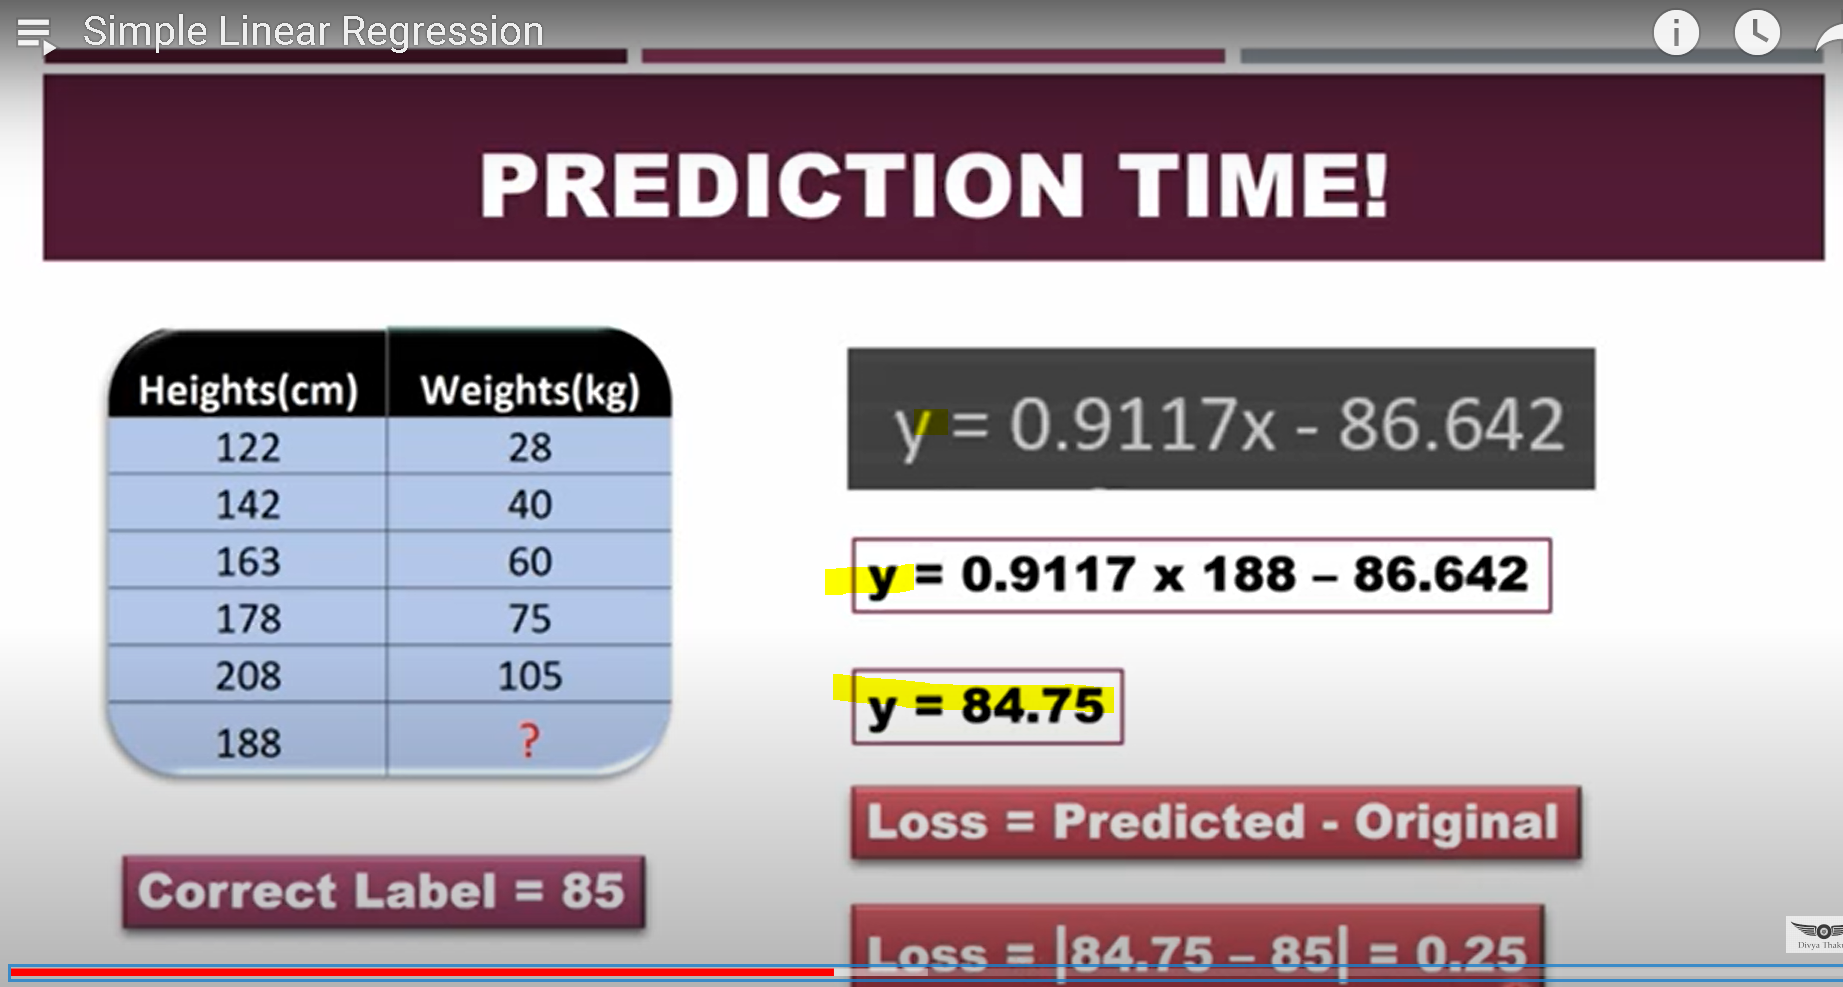 Simple Linear Regression
PREDICTION TIME!
Heights(cm) Weights(kg)
122 28
142 40
163 60
178 75
208 105
188 ?
Correct Label = 85
y = 0.9117x - 86.642
y = 0.9117 x 188 – 86.642
y = 84.75
Loss = Predicted - Original
Loss = |84.75 – 85| = 0.25
Divya